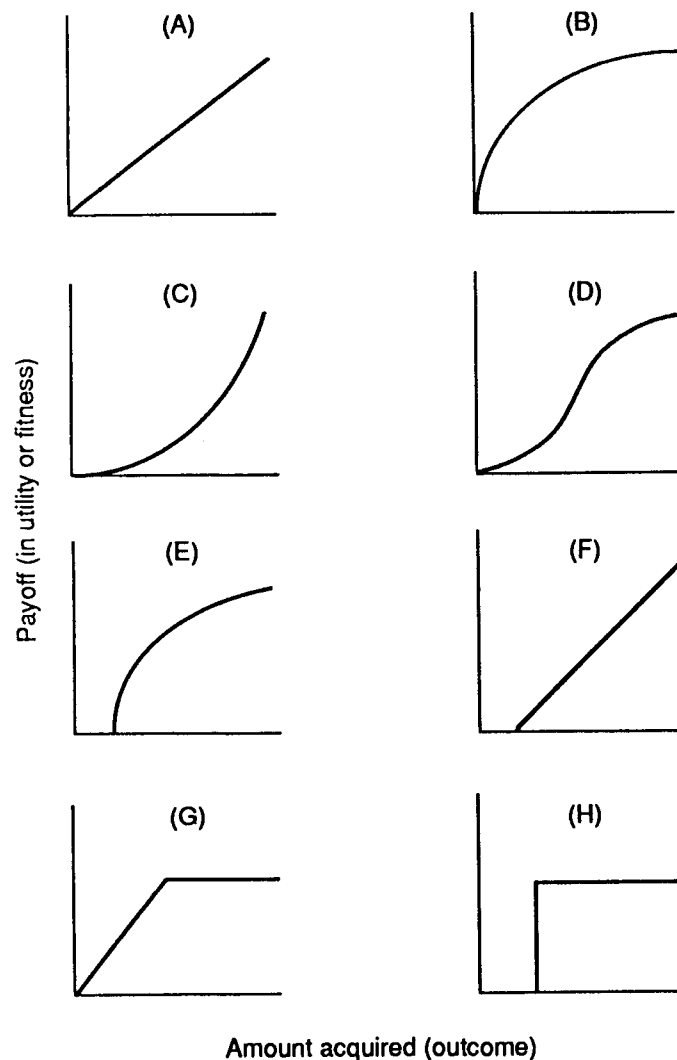 (A)
(B)
(C)
(D)
Payoff (in utility or fitness)
(E)
(F)
(G)
(H)
Amount acquired (outcome)